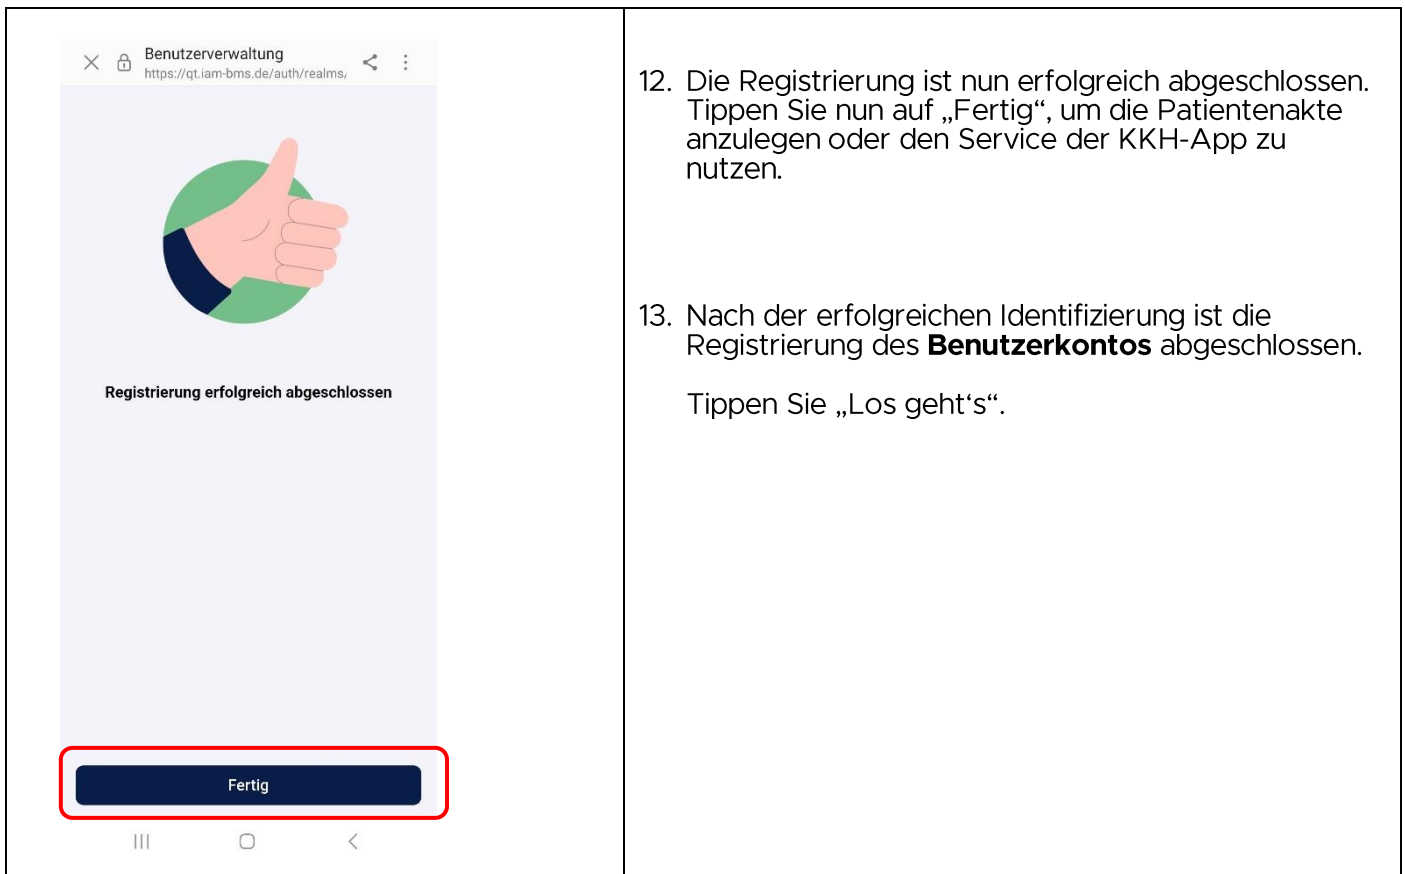 Benutzerverwaltung
https://qt.iam-bms.de/auth/realms/
Registrierung erfolgreich abgeschlossen
Fertig
12. Die Registrierung ist nun erfolgreich abgeschlossen.
Tippen Sie nun auf „Fertig“, um die Patientenakte
anzulegen oder den Service der KKH-App zu
nutzen.
13. Nach der erfolgreichen Identifizierung ist die
Registrierung des Benutzerkontos abgeschlossen.
Tippen Sie „Los geht‘s“.